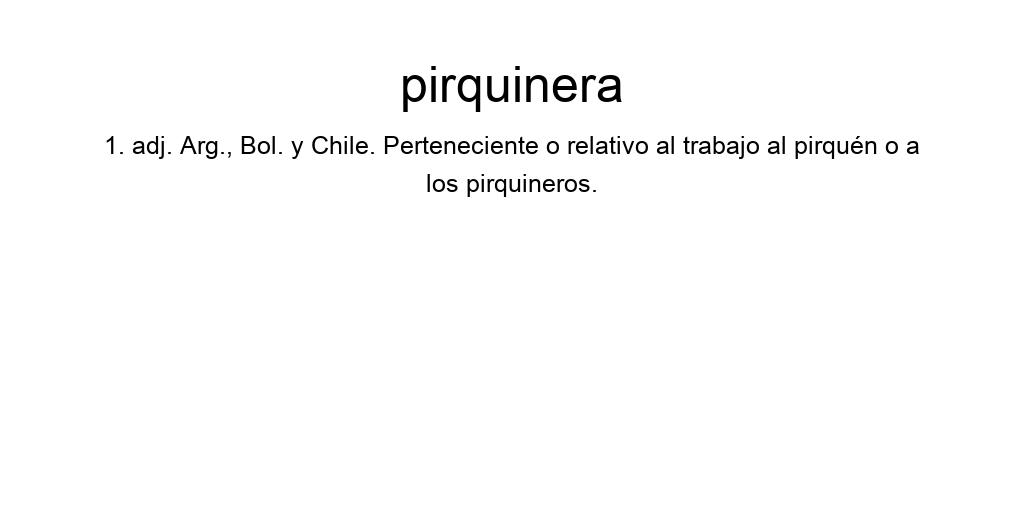 pirquinera
1. adj. Arg., Bol. y Chile. Perteneciente o relativo al trabajo al pirquén o a
los pirquineros.